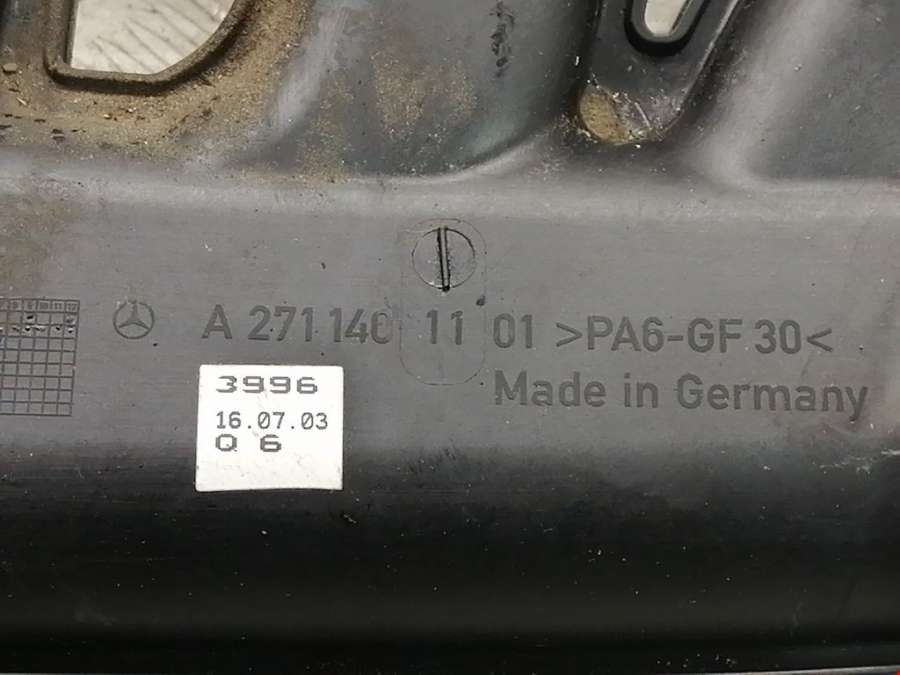 A 271 140 11 01 >PA6-GF 30<
Made in Germany
3996
16.07.03
Q 6